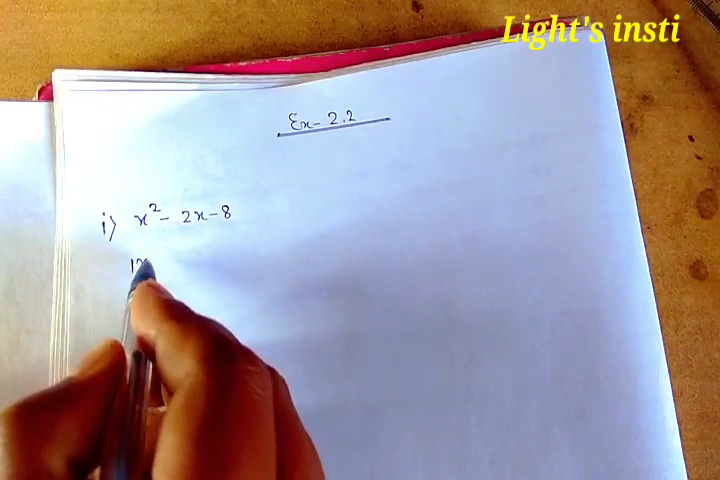 Light's insti
Ex- 2.2
i) x² - 2x - 8